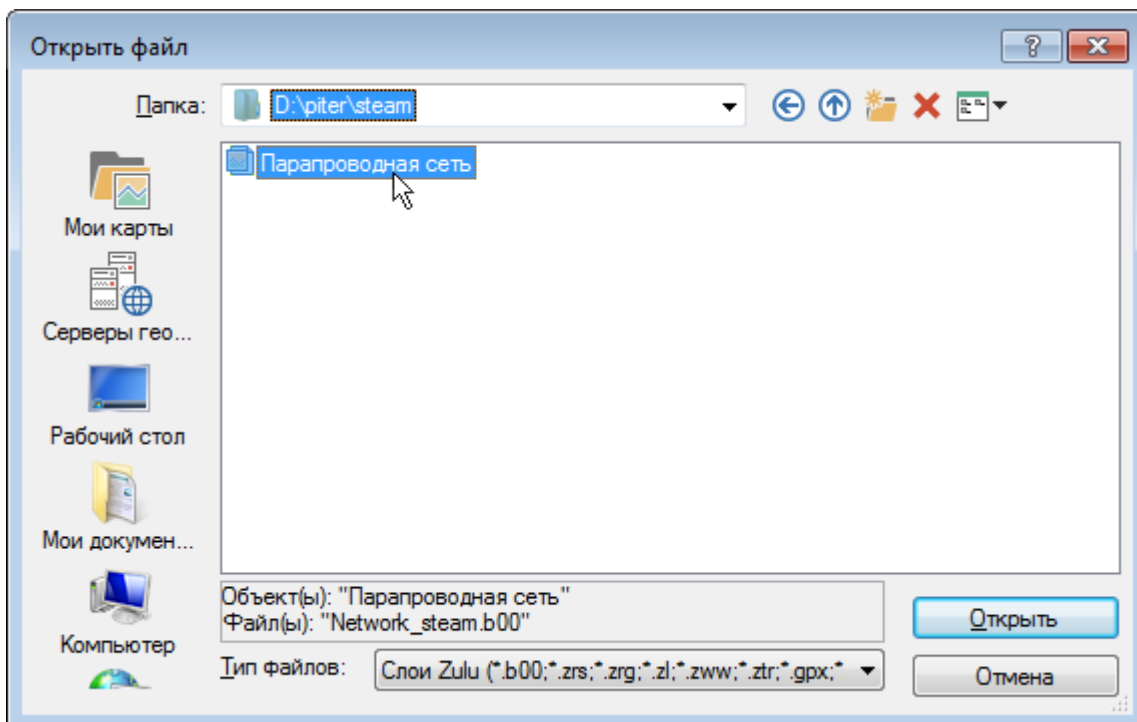 Открыть файл
Папка:
D:\piter\steam
Парапроводная сеть
Мои карты
Серверы гео...
Рабочий стол
Мои докумен...
Компьютер
Объект(ы): "Парапроводная сеть"
Файл(ы): "Network_steam.b00"
Открыть
Тип файлов:
Слои Zulu (*.b00;*.zrs;*.zrg;*.zl;*.zww;*.ztr;*.gpx;*
Отмена